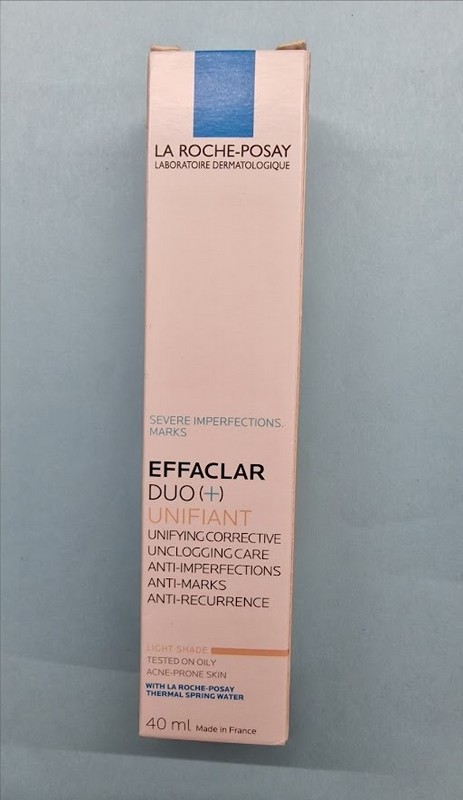 LA ROCHE-POSAY
LABORATOIRE DERMATOLOGIQUE
SEVERE IMPERFECTIONS.
MARKS
EFFACLAR
DUO (+)
UNIFIANT
UNIFYING CORRECTIVE
UNCLOGGING CARE
ANTI-IMPERFECTIONS
ANTI-MARKS
ANTI-RECURRENCE
LIGHT SHADE
TESTED ON OILY
ACNE-PRONE SKIN
WITH LA ROCHE-POSAY
THERMAL SPRING WATER
40 ml Made in France